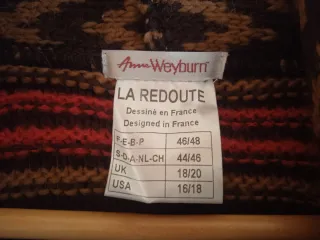 Anne Weyburn
LA REDOUTE
Dessiné en France
Designed in France
F-E-B-P 46/48
S-D-A-NL-CH 44/46
UK 18/20
USA 16/18